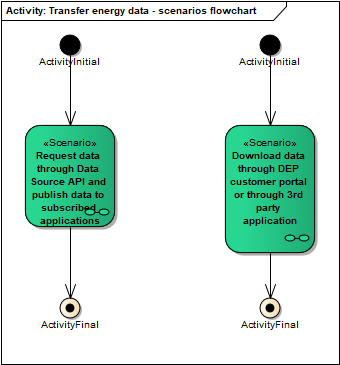 Activity: Transfer energy data - scenarios flowchart
ActivityInitial
«Scenario»
Request data
through Data
Source API and
publish data to
subscribed
applications
ActivityFinal
ActivityInitial
«Scenario»
Download data
through DEP
customer portal
or through 3rd
party
application
ActivityFinal